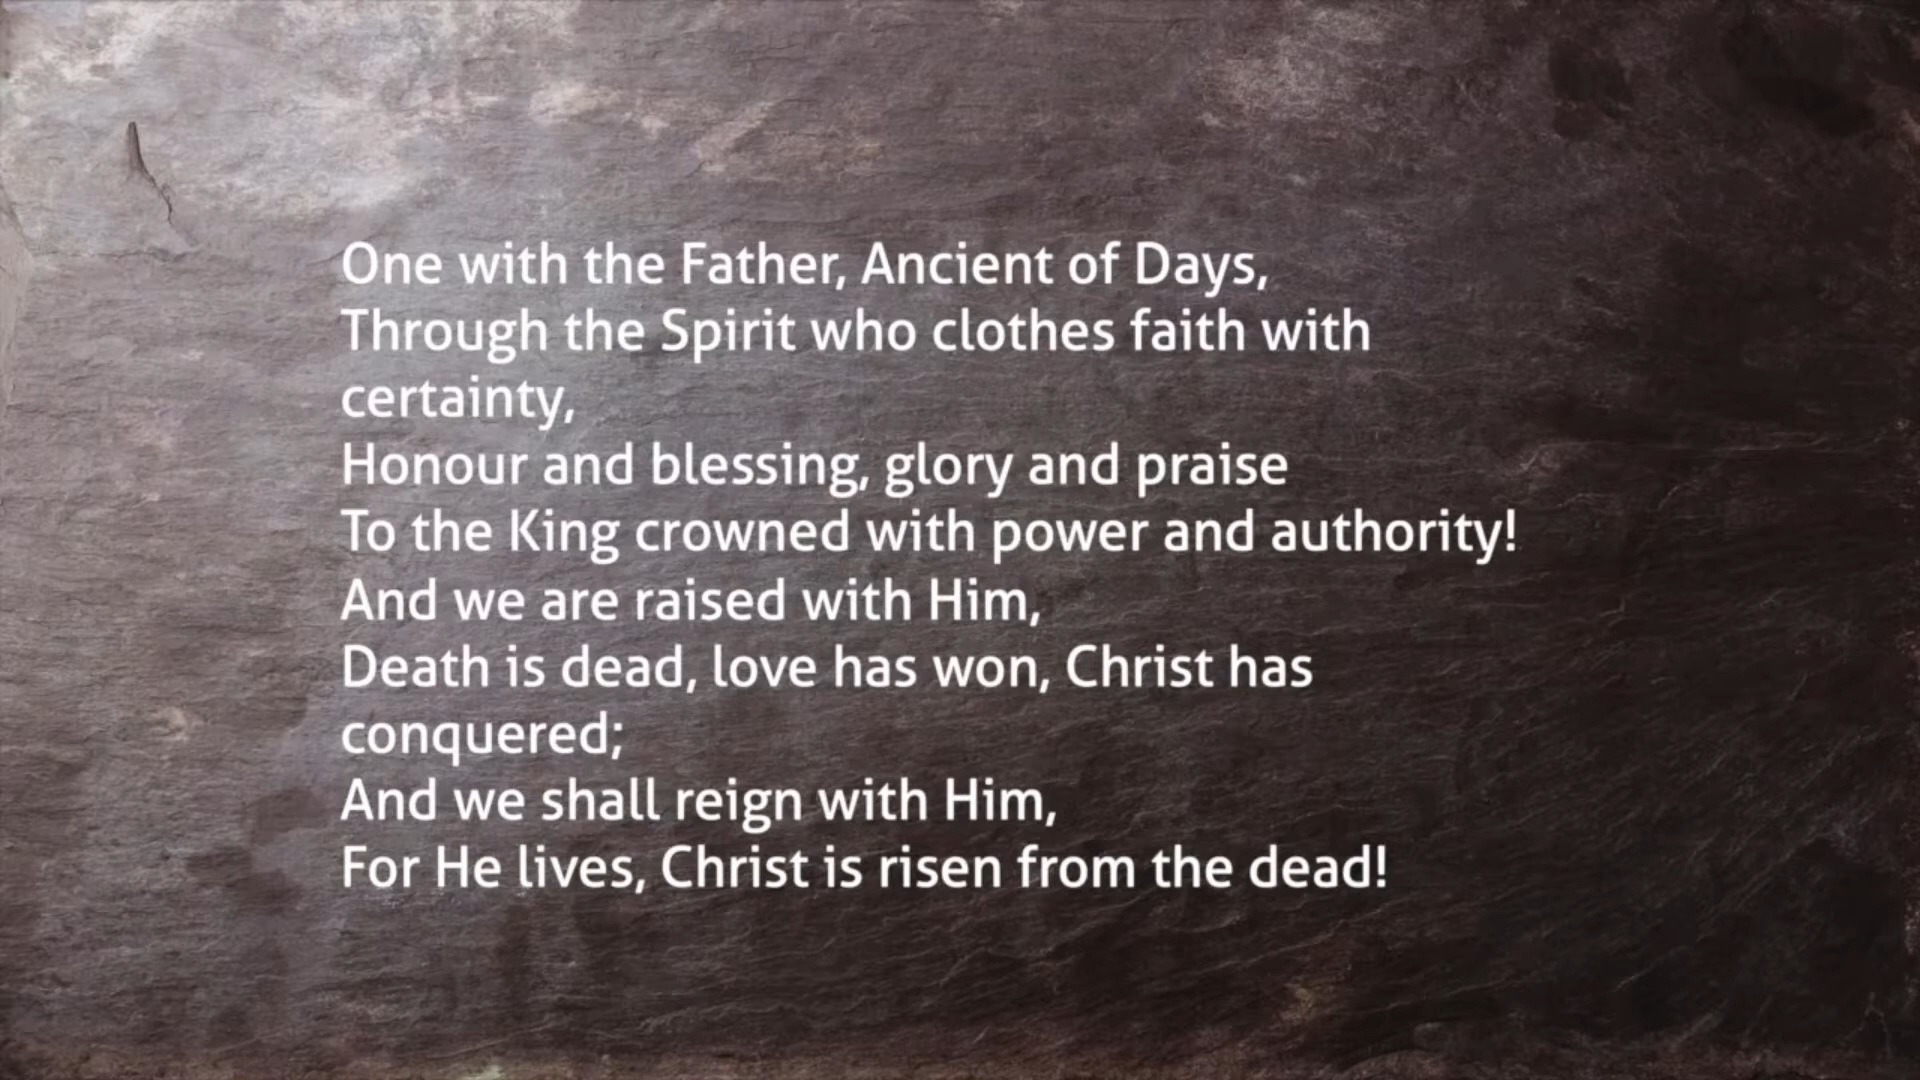 One with the Father, Ancient of Days,
Through the Spirit who clothes faith with
certainty,
Honour and blessing, glory and praise
To the King crowned with power and authority!
And we are raised with Him,
Death is dead, love has won, Christ has
conquered;
And we shall reign with Him,
For He lives, Christ is risen from the dead!